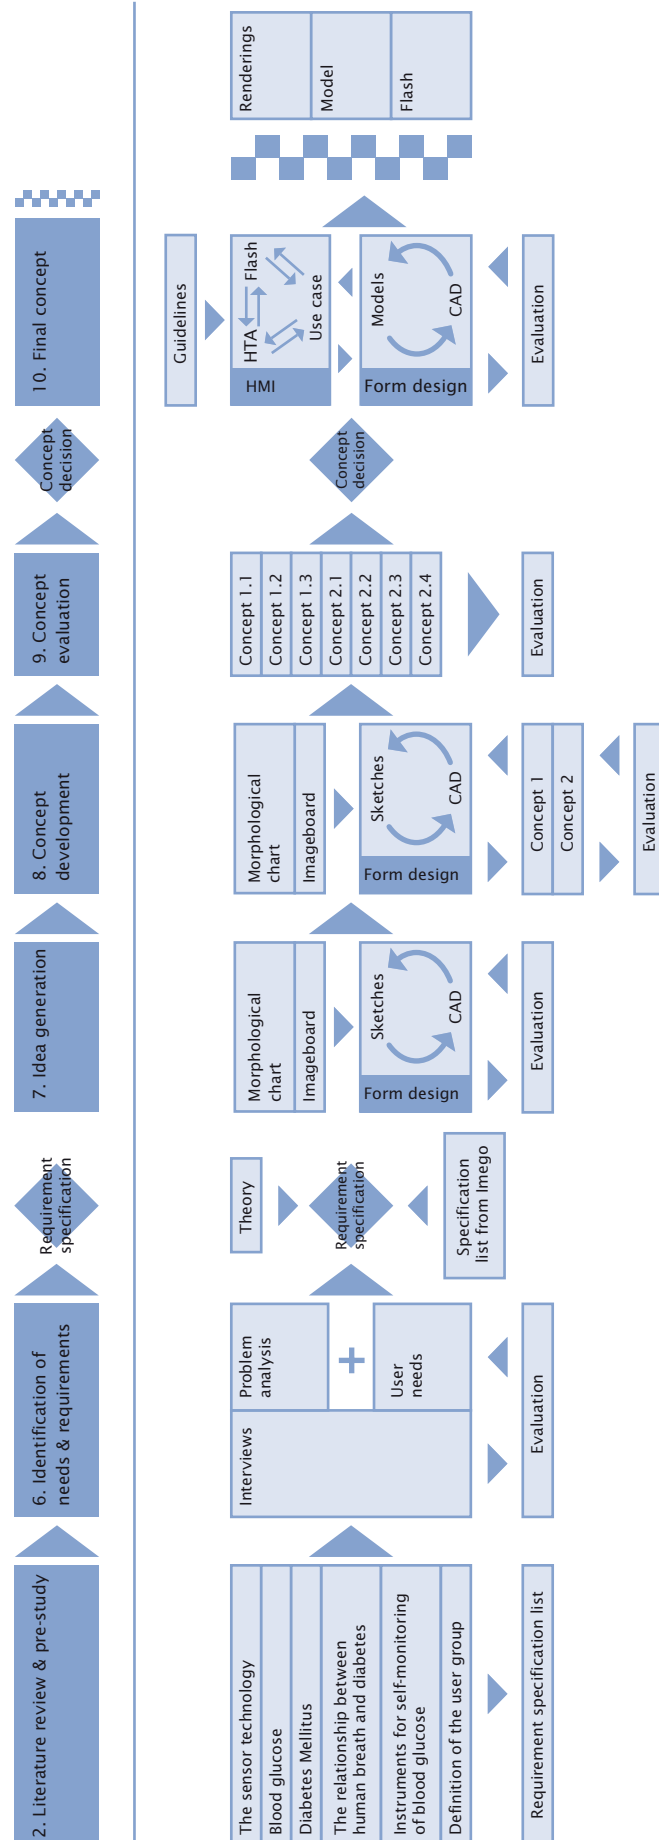 2. Literature review & pre-study
6. Identification of
needs & requirements
Requirement
specification
7. Idea generation
8. Concept
development
9. Concept
evaluation
Concept
decision
10. Final concept
The sensor technology
Blood glucose
Diabetes Mellitus
The relationship between
human breath and diabetes
Instruments for self-monitoring
of blood glucose
Definition of the user group
Requirement specification list
Interviews
Problem
analysis
+
User
needs
Evaluation
Theory
Requirement
specification
Specification
list from Imego
Morphological
chart
Imageboard
Form design
Sketches
CAD
Evaluation
Morphological
chart
Imageboard
Form design
Sketches
CAD
Concept 1
Concept 2
Evaluation
Concept 1.1
Concept 1.2
Concept 1.3
Concept 2.1
Concept 2.2
Concept 2.3
Concept 2.4
Evaluation
Concept
decision
Guidelines
HMI
HTA
Flash
Use case
Form design
Models
CAD
Evaluation
Renderings
Model
Flash